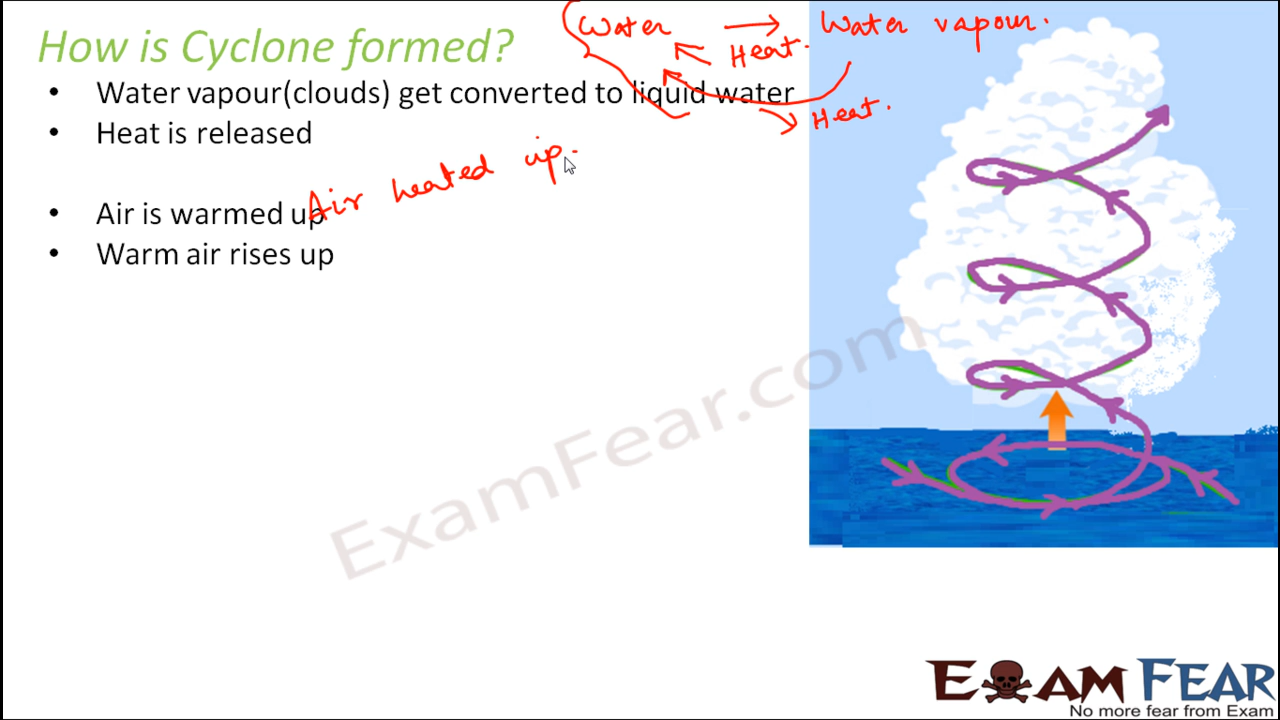 Water → Water vapour.
Heat.
How is Cyclone formed?
• Water vapour(clouds) get converted to liquid water
Heat.
• Heat is released
Air heated up.
• Air is warmed up
• Warm air rises up
ExamFear.com
EXAM FEAR
No more fear from Exam